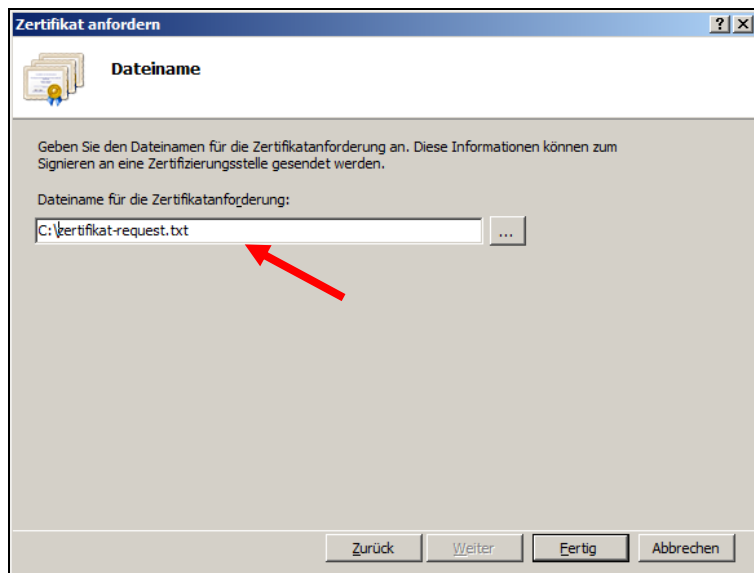 Zertifikat anfordern
Dateiname
Geben Sie den Dateinamen für die Zertifikatanforderung an. Diese Informationen können zum
Signieren an eine Zertifizierungsstelle gesendet werden.
Dateiname für die Zertifikatanforderung:
C:\zertifikat-request.txt
...
Zurück Weiter Fertig Abbrechen